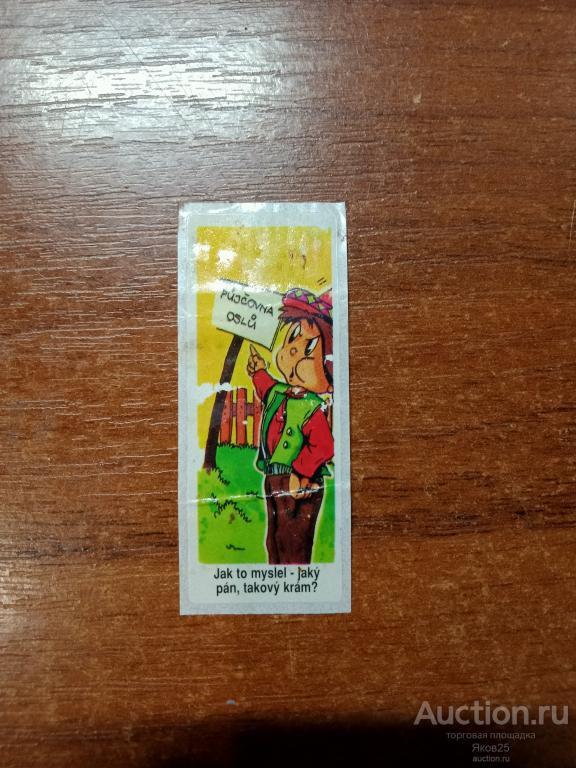 PŮJČOVNA
OSLŮ
Jak to myslel - jaký
pán, takový krám?
Auction.ru
торговая площадка
Яков25
auction.ru